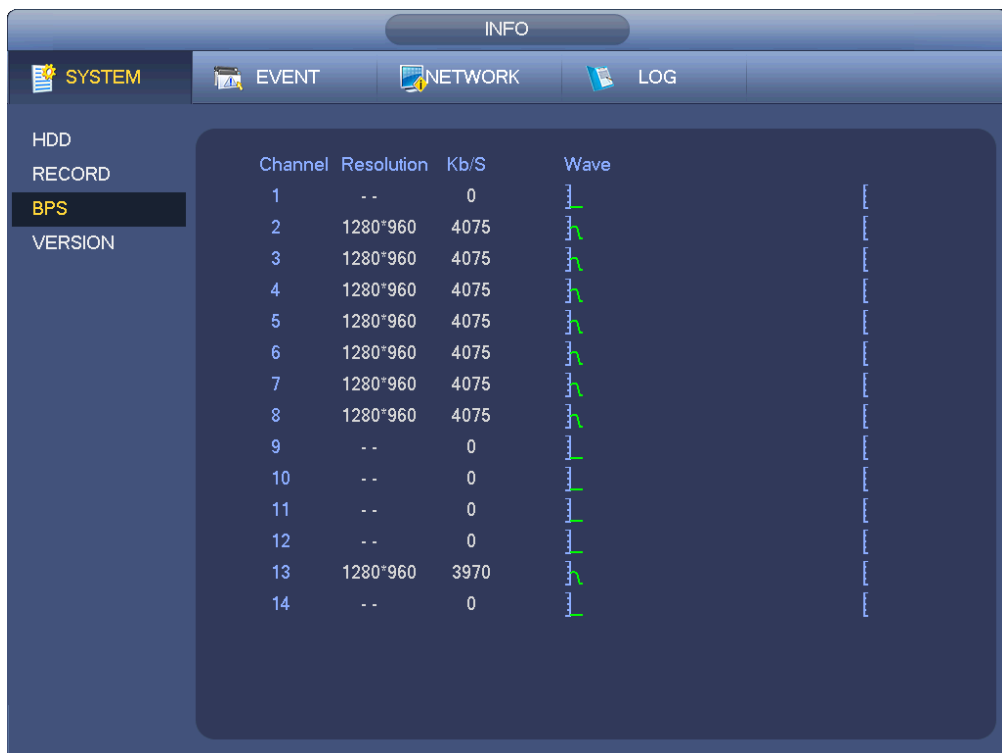 INFO
SYSTEM EVENT NETWORK LOG
HDD
RECORD
BPS
VERSION
Channel Resolution Kb/S Wave
1 - - 0
2 1280*960 4075
3 1280*960 4075
4 1280*960 4075
5 1280*960 4075
6 1280*960 4075
7 1280*960 4075
8 1280*960 4075
9 - - 0
10 - - 0
11 - - 0
12 - - 0
13 1280*960 3970
14 - - 0